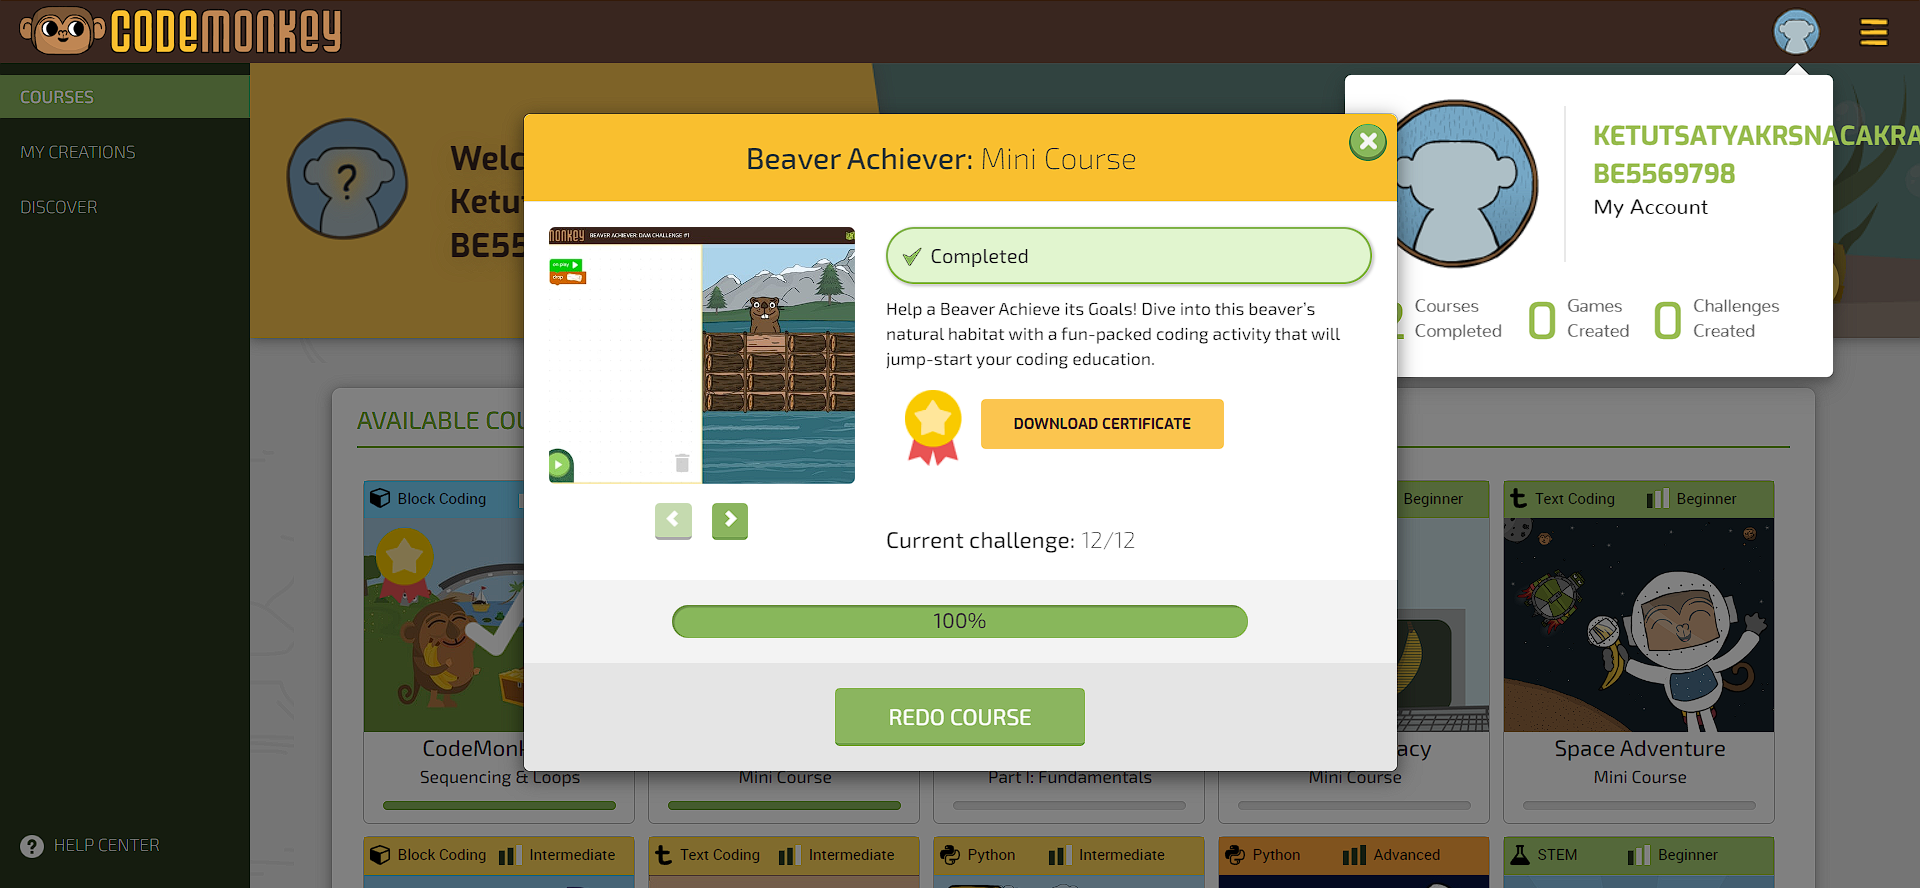 CODEMONKEY
COURSES
MY CREATIONS
DISCOVER
HELP CENTER
Welc
Ketu
BE55
KETUTSATYAKRSNACAKRA
BE5569798
My Account
Courses
Completed
0 Games
Created
0 Challenges
Created
Beaver Achiever: Mini Course
MONKEY BEAVER ACHIEVER: DAM CHALLENGE #1
on play
drop
Completed
Help a Beaver Achieve its Goals! Dive into this beaver’s
natural habitat with a fun-packed coding activity that will
jump-start your coding education.
DOWNLOAD CERTIFICATE
Current challenge: 12/12
100%
REDO COURSE
AVAILABLE COU
Block Coding
Beginner
Text Coding Beginner
CodeMonk
Sequencing & Loops
Mini Course
Part I: Fundamentals
acy
Mini Course
Space Adventure
Mini Course
Block Coding Intermediate
Text Coding Intermediate
Python Intermediate
Python Advanced
STEM Beginner